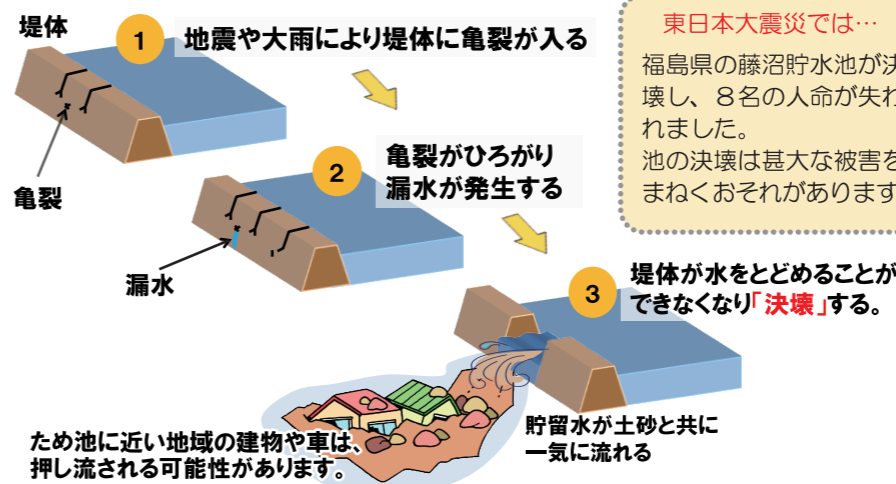 堤体
1
地震や大雨により堤体に亀裂が入る
亀裂
2
亀裂がひろがり
漏水が発生する
漏水
東日本大震災では…
福島県の藤沼貯水池が決
壊し、８名の人命が失わ
れました。
池の決壊は甚大な被害を
まねくおそれがあります
3
堤体が水をとどめることが
できなくなり「決壊」する。
貯留水が土砂と共に
一気に流れる
ため池に近い地域の建物や車は、
押し流される可能性があります。